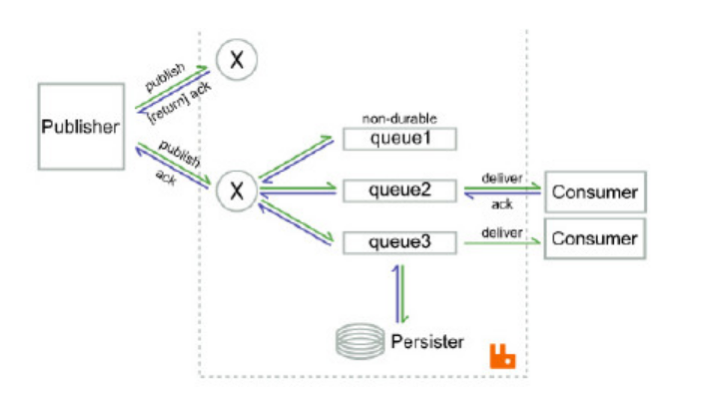 X
publish
[return] ack
Publisher
publish
ack
X
non-durable
queue1
queue2
deliver
ack
Consumer
queue3
deliver
Consumer
Persister